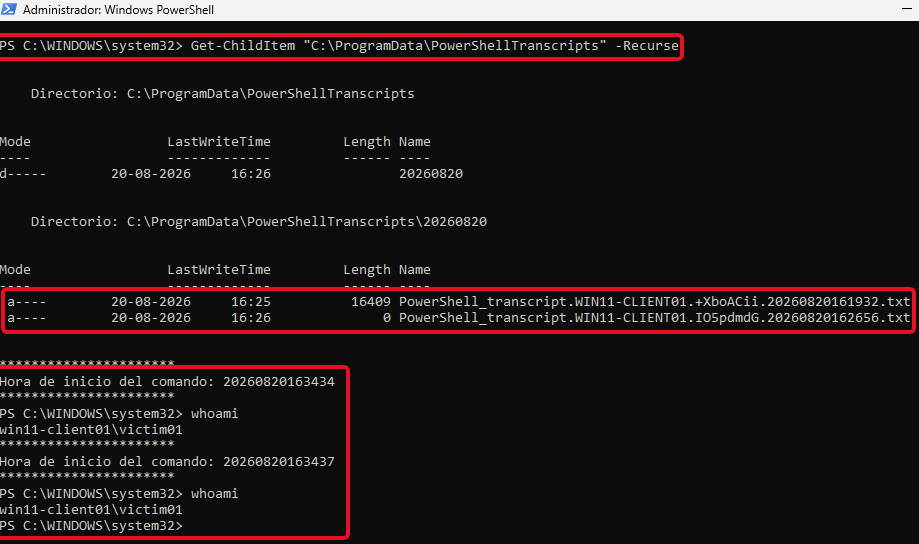 Administrador: Windows PowerShell
PS C:\WINDOWS\system32> Get-ChildItem "C:\ProgramData\PowerShellTranscripts" -Recurse
Directorio: C:\ProgramData\PowerShellTranscripts
Mode                 LastWriteTime         Length Name
----                 -------------         ------ ----
d-----        20-08-2026     16:26                20260820
Directorio: C:\ProgramData\PowerShellTranscripts\20260820
Mode                 LastWriteTime         Length Name
----                 -------------         ------ ----
a----        20-08-2026     16:25          16409 PowerShell_transcript.WIN11-CLIENT01.+XboACii.20260820161932.txt
a----        20-08-2026     16:26              0 PowerShell_transcript.WIN11-CLIENT01.IO5pdmdG.20260820162656.txt
**********************
Hora de inicio del comando: 20260820163434
**********************
PS C:\WINDOWS\system32> whoami
win11-client01\victim01
**********************
Hora de inicio del comando: 20260820163437
**********************
PS C:\WINDOWS\system32> whoami
win11-client01\victim01
PS C:\WINDOWS\system32>